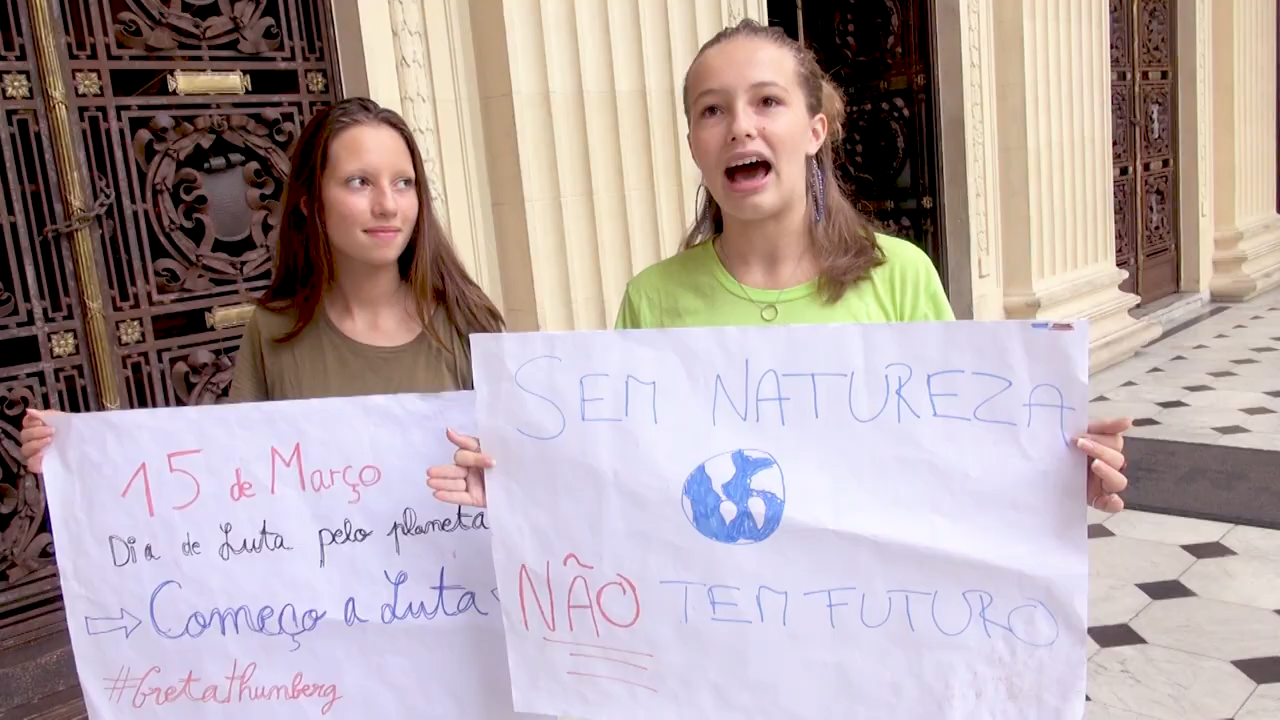 15 de Março
Dia de Luta pelo planeta
Começo a Luta
#Gretathumberg
SEM NATUREZA
NÃO TEM FUTURO